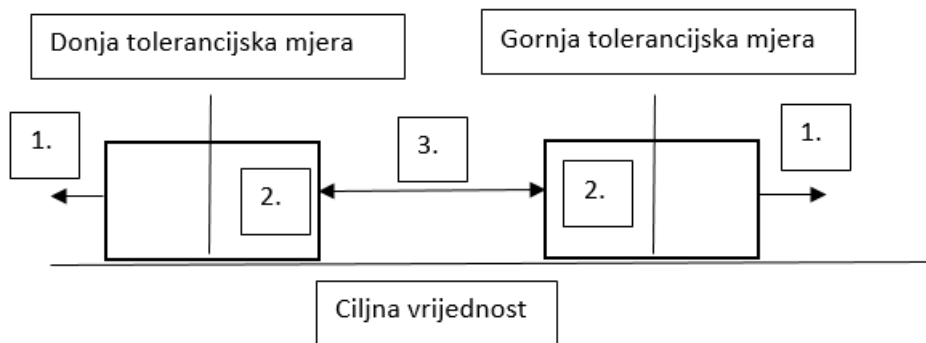 Donja tolerancijska mjera
Gornja tolerancijska mjera
1.
2.
3.
2.
1.
Ciljna vrijednost